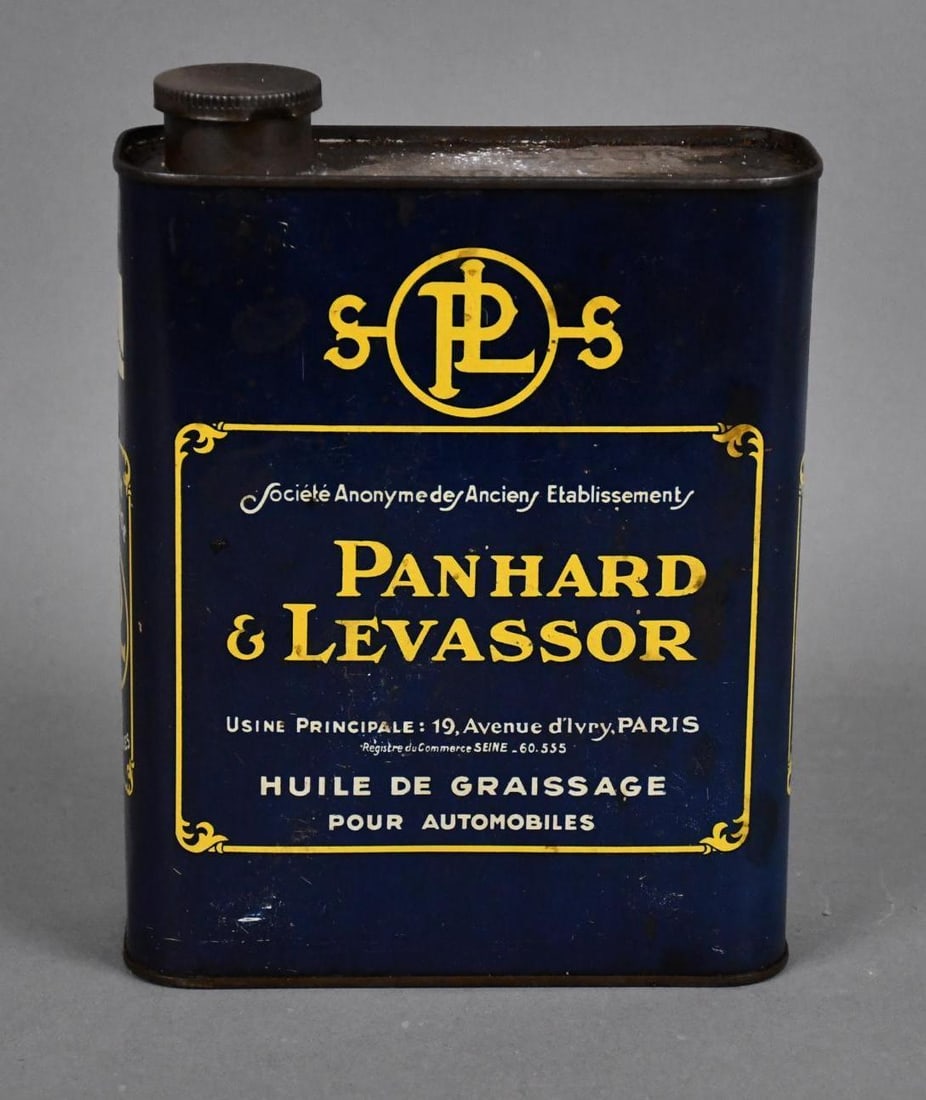 S PL S
Société Anonyme des Anciens Etablissements
PANHARD
& LEVASSOR
USINE PRINCIPALE: 19, Avenue d'Ivry, PARIS
Registre du Commerce SEINE - 60.555
HUILE DE GRAISSAGE
POUR AUTOMOBILES